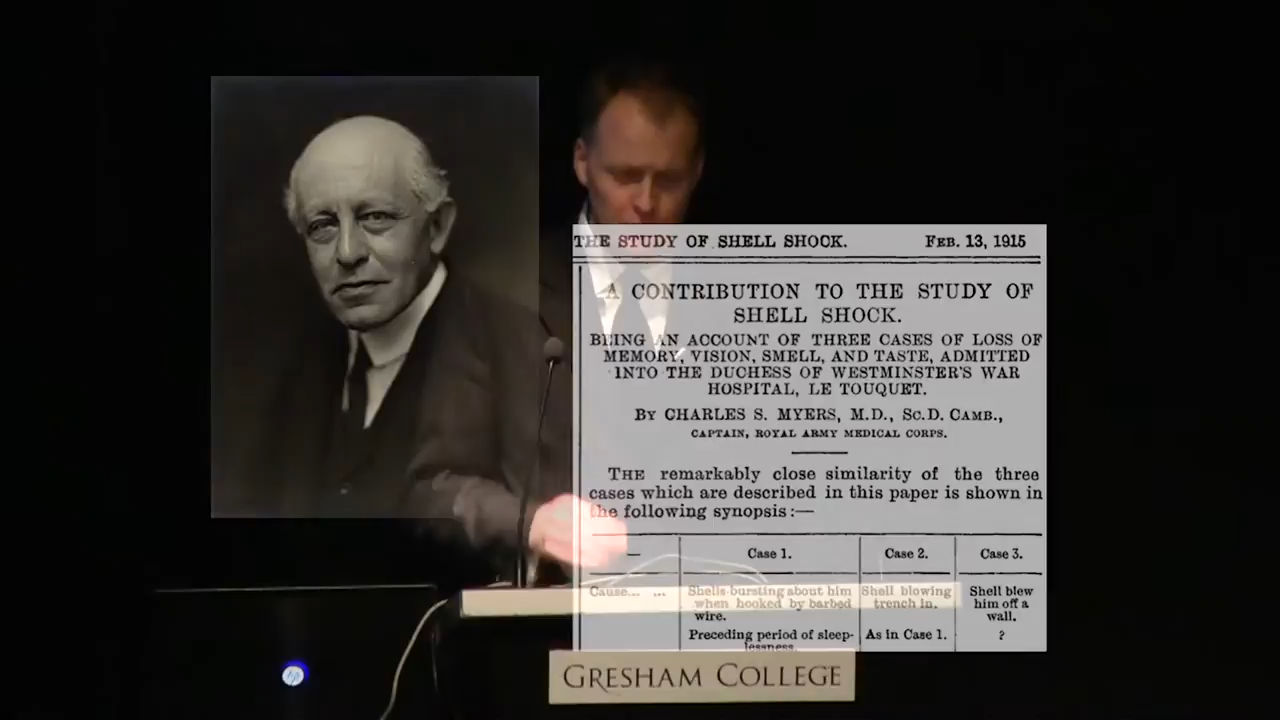 THE STUDY OF SHELL SHOCK. FEB. 13, 1915
A CONTRIBUTION TO THE STUDY OF
SHELL SHOCK.
BEING AN ACCOUNT OF THREE CASES OF LOSS OF
MEMORY, VISION, SMELL, AND TASTE, ADMITTED
INTO THE DUCHESS OF WESTMINSTER'S WAR
HOSPITAL, LE TOUQUET.
BY CHARLES S. MYERS, M.D., SC.D. CAMB.,
CAPTAIN, ROYAL ARMY MEDICAL CORPS.
THE remarkably close similarity of the three
cases which are described in this paper is shown in
the following synopsis:—
— Case 1. Case 2. Case 3.
Cause... ... Shells bursting about him Shell blowing Shell blew
when hooked by barbed trench in. him off a
wire. wall.
Preceding period of sleep- As in Case 1. ?
lessness.
GRESHAM COLLEGE
hp